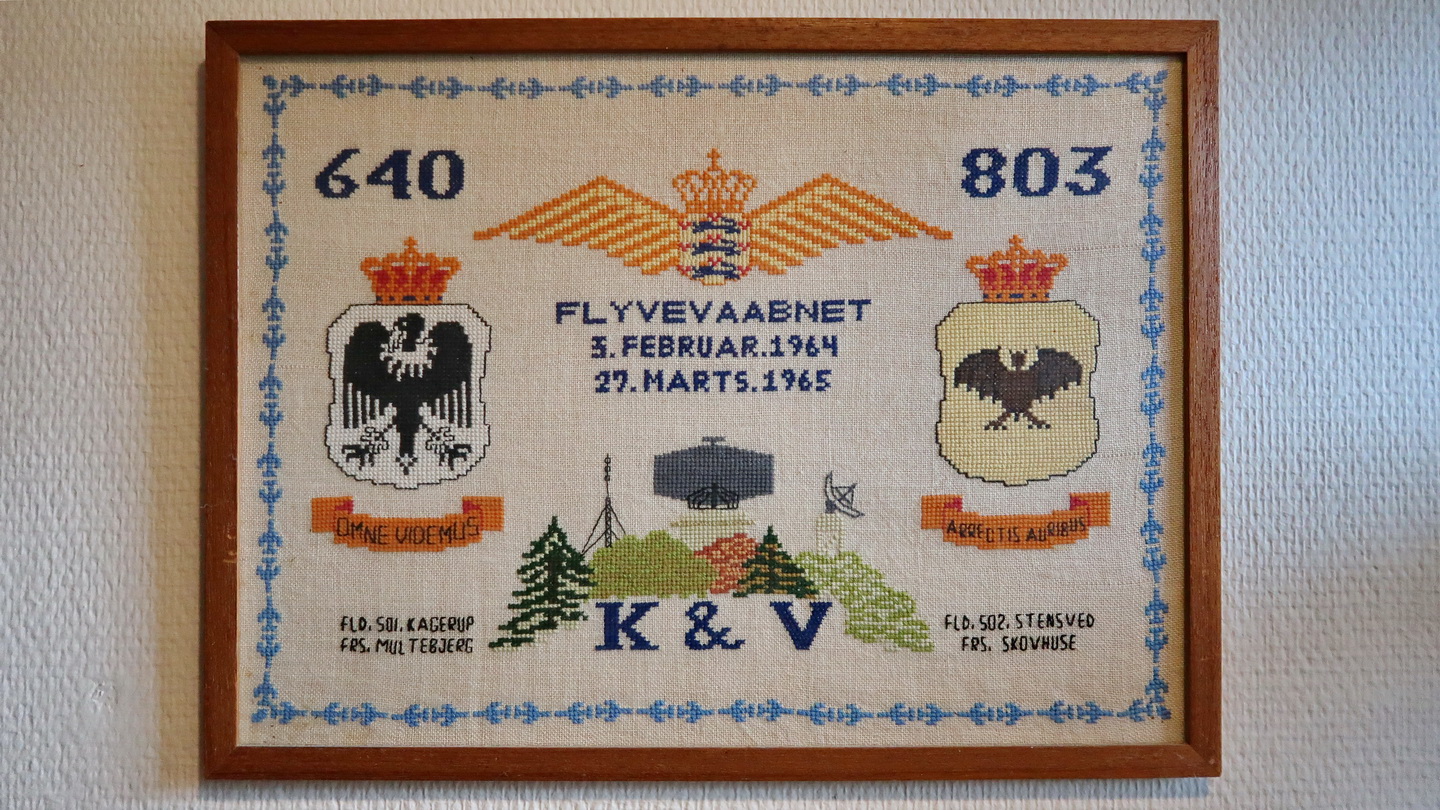 640
803
FLYVEVAABNET
3. FEBRUAR. 1964
27. MARTS. 1965
OMNE VIDEMUS
ARRECTIS AURIBUS
FLD. 501. KAGERUP
FRS. MULTEBJERG
K & V
FLD. 502. STENSVED
FRS. SKOVHUSE